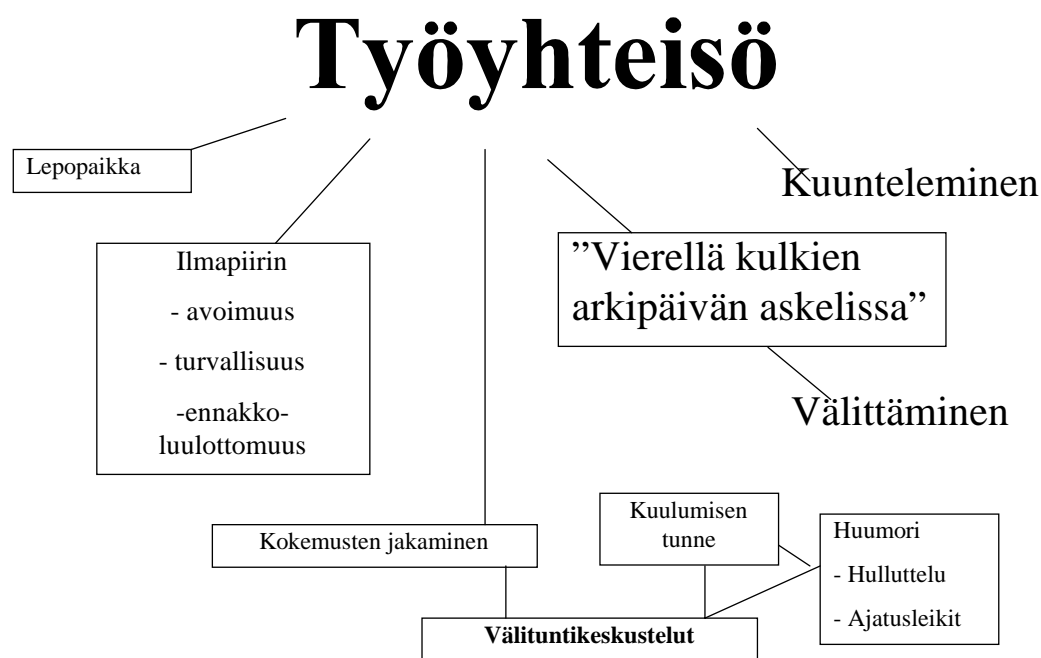 Työyhteisö
Lepopaikka
Kuunteleminen
Ilmapiirin
- avoimuus
- turvallisuus
-ennakko-
luulottomuus
”Vierellä kulkien
arkipäivän askelissa”
Välittäminen
Kokemusten jakaminen
Kuulumisen
tunne
Huumori
- Hulluttelu
- Ajatusleikit
Välituntikeskustelut